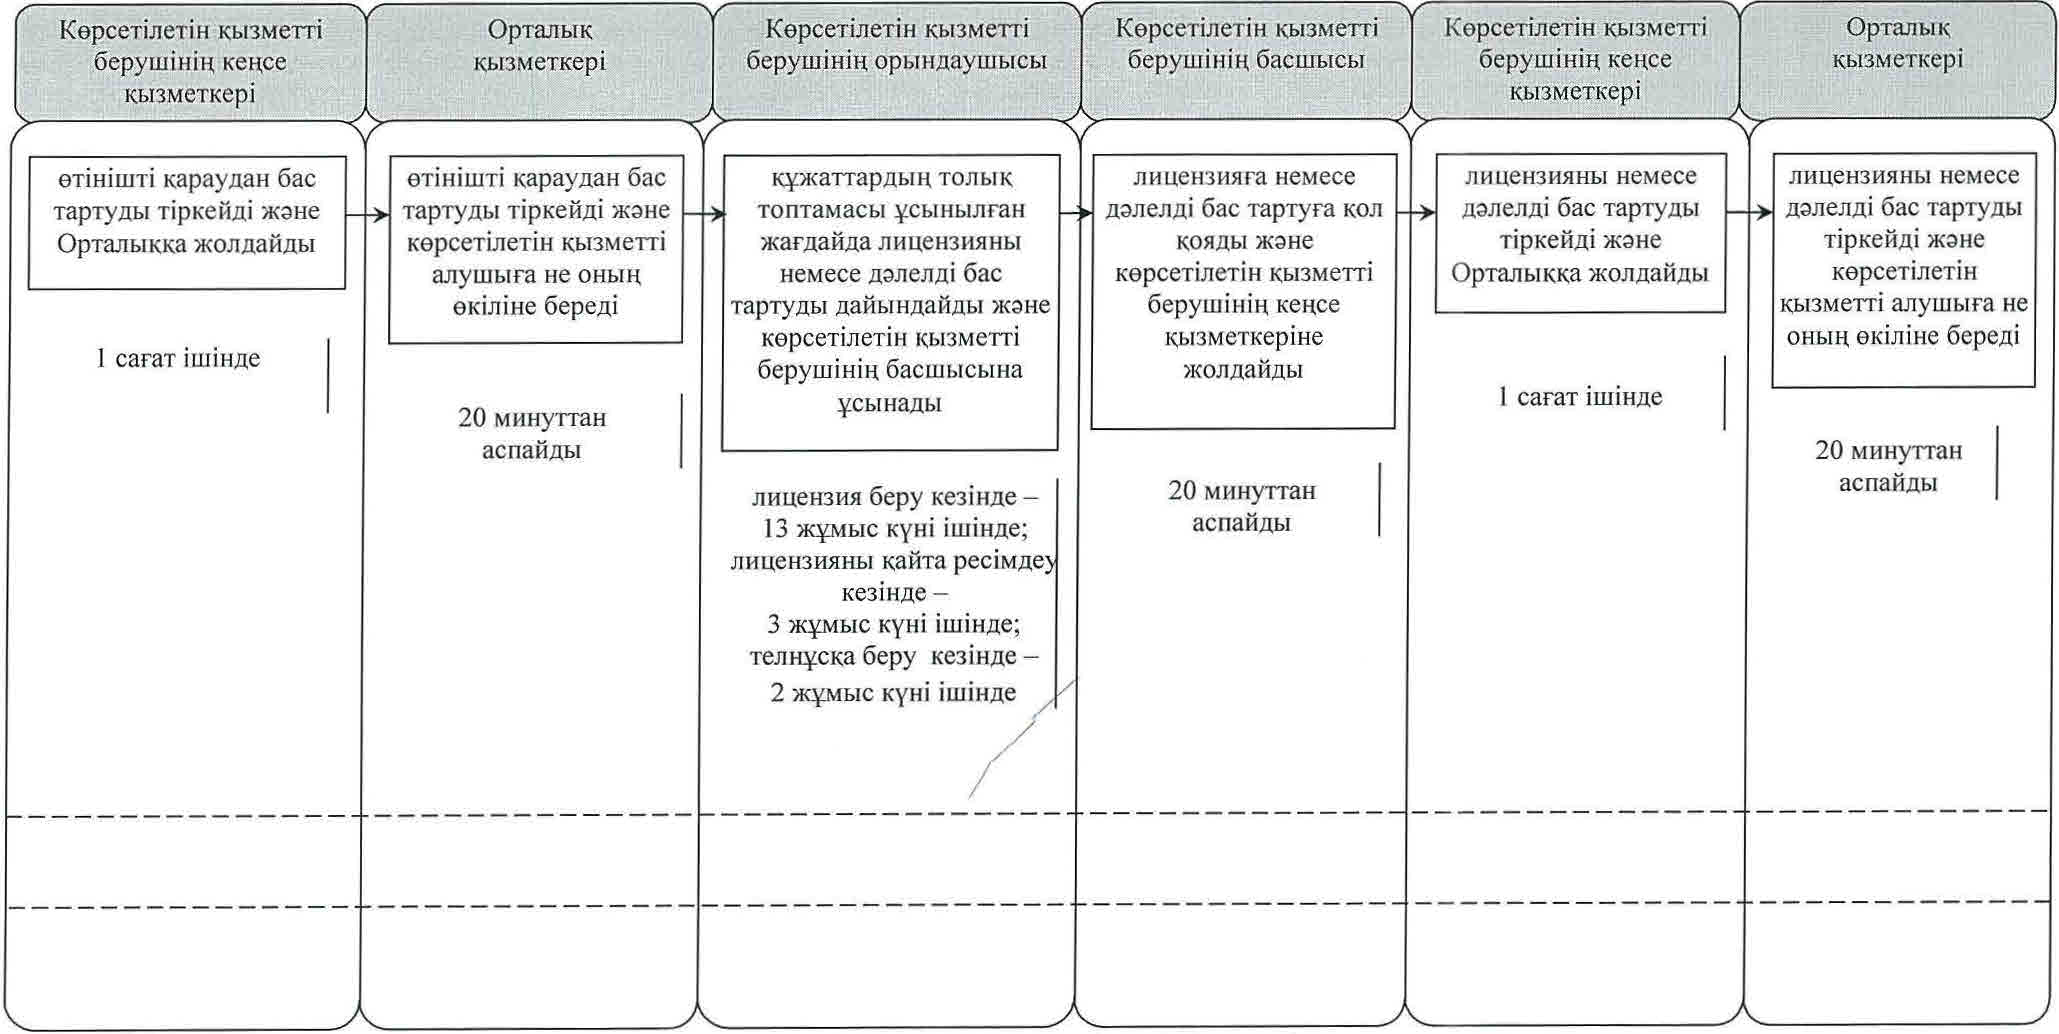 Көрсетілетін қызметті
берушінің кеңсе
қызметкері
Орталық
қызметкері
Көрсетілетін қызметті
берушінің орындаушысы
Көрсетілетін қызметті
берушінің басшысы
Көрсетілетін қызметті
берушінің кеңсе
қызметкері
Орталық
қызметкері
өтінішті қараудан бас
тартуды тіркейді және
Орталыққа жолдайды
1 сағат ішінде
өтінішті қараудан бас
тартуды тіркейді және
көрсетілетін қызметті
алушыға не оның
өкіліне береді
20 минуттан
аспайды
құжаттардың толық
топтамасы ұсынылған
жағдайда лицензияны
немесе дәлелді бас
тартуды дайындайды және
көрсетілетін қызметті
берушінің басшысына
ұсынады
лицензия беру кезінде –
13 жұмыс күні ішінде;
лицензияны қайта ресімдеу
кезінде –
3 жұмыс күні ішінде;
телнұсқа беру кезінде –
2 жұмыс күні ішінде
лицензияға немесе
дәлелді бас тартуға қол
қояды және
көрсетілетін қызметті
берушінің кеңсе
қызметкеріне
жолдайды
20 минуттан
аспайды
лицензияны немесе
дәлелді бас тартуды
тіркейді және
Орталыққа жолдайды
1 сағат ішінде
лицензияны немесе
дәлелді бас тартуды
тіркейді және
көрсетілетін
қызметті алушыға не
оның өкіліне береді
20 минуттан
аспайды